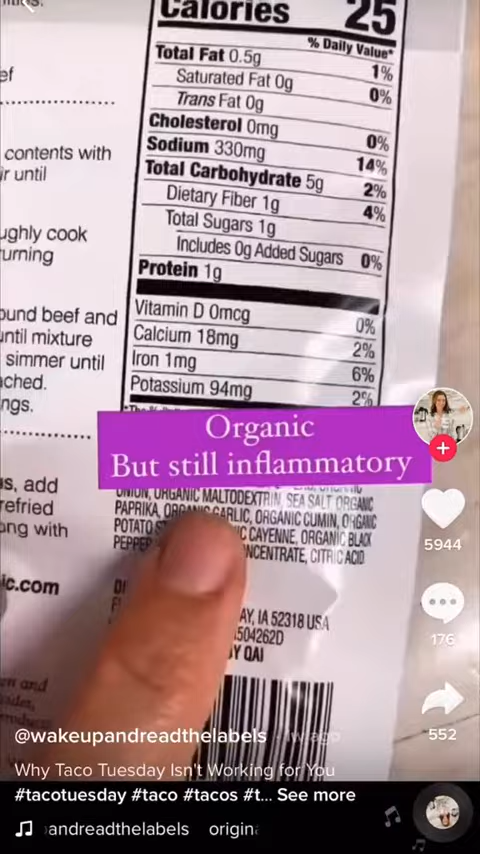 Calories 25
% Daily Value*
Total Fat 0.5g 1%
Saturated Fat 0g 0%
Trans Fat 0g
Cholesterol 0mg 0%
Sodium 330mg 14%
Total Carbohydrate 5g 2%
Dietary Fiber 1g 4%
Total Sugars 1g
Includes 0g Added Sugars 0%
Protein 1g
Vitamin D 0mcg 0%
Calcium 18mg 2%
Iron 1mg 6%
Potassium 94mg 2%
contents with
ir until
ughly cook
urning
ound beef and
until mixture
simmer until
ached.
ngs.
Organic
But still inflammatory
s, add
refried
ong with
ONION, ORGANIC MALTODEXTRIN, SEA SALT, ORGANIC
PAPRIKA, ORGANIC GARLIC, ORGANIC CUMIN, ORGANIC
POTATO C CAYENNE, ORGANIC BLACK
PEPPER NCENTRATE, CITRIC ACID
ic.com
AY, IA 52318 USA
504262D
Y QAI
5944
176
552
@wakeupandreadthelabels · 1w ago
Why Taco Tuesday Isn't Working for You
#tacotuesday #taco #tacos #t... See more
andreadthelabels origin